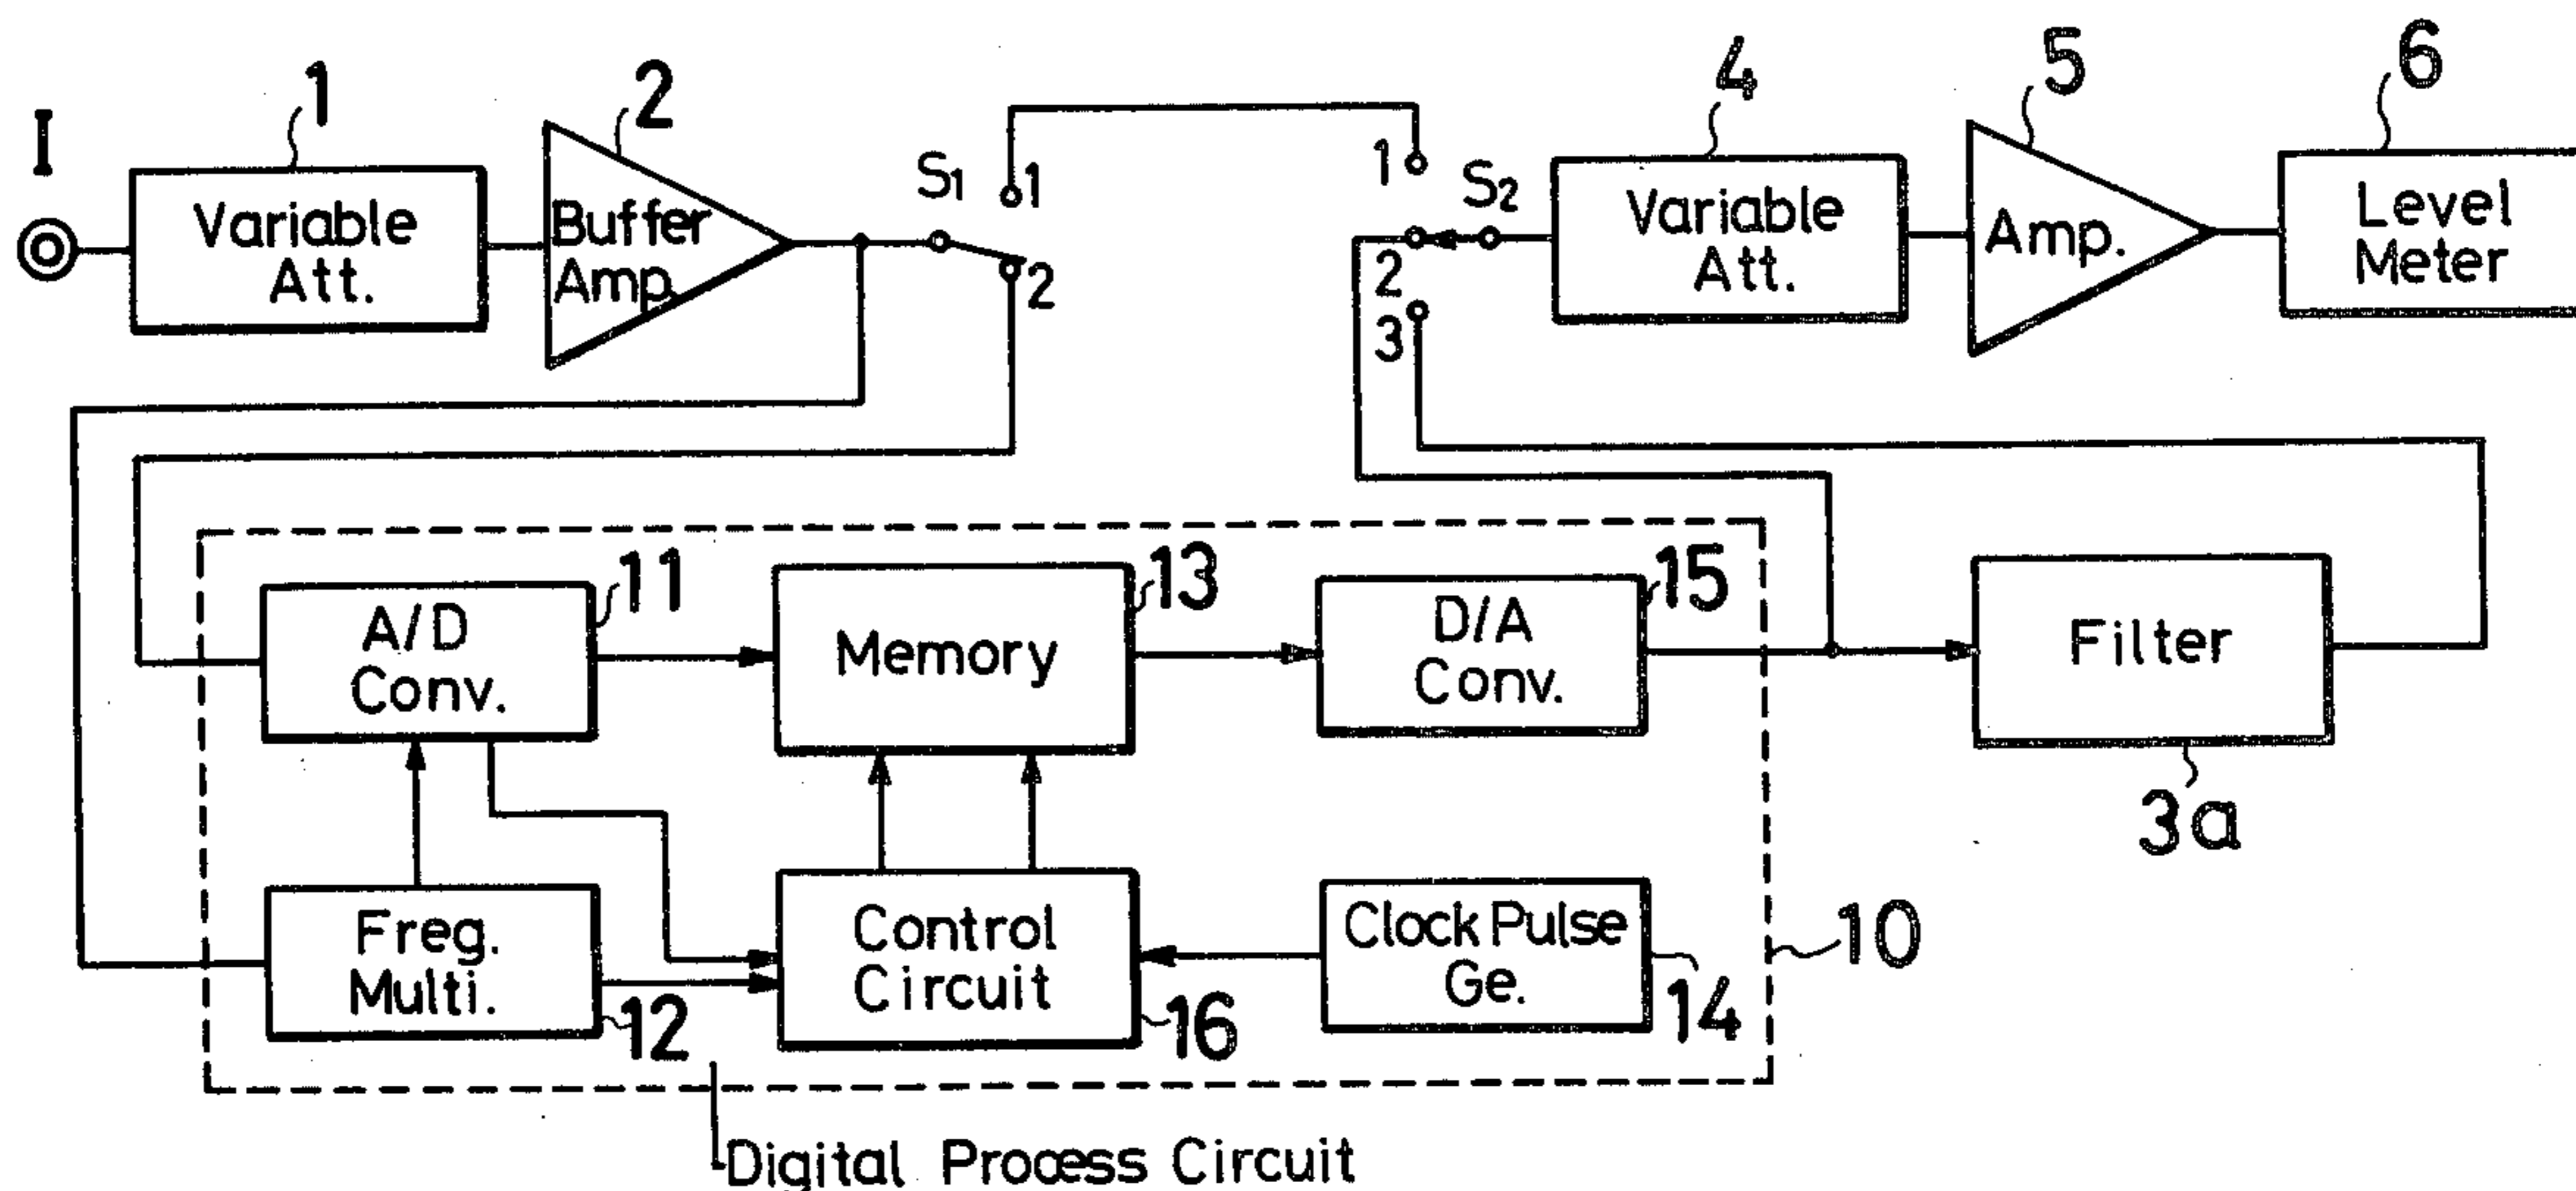 I
1
2
4
5
6
Variable
Att.
Buffer
Amp.
S1
1
2
1
2
3
S2
Variable
Att.
Amp.
Level
Meter
11
13
15
A/D
Conv.
Memory
D/A
Conv.
Filter
3a
Freg.
Multi.
12
Control
Circuit
16
Clock Pulse
Ge.
14
10
Digital Process Circuit